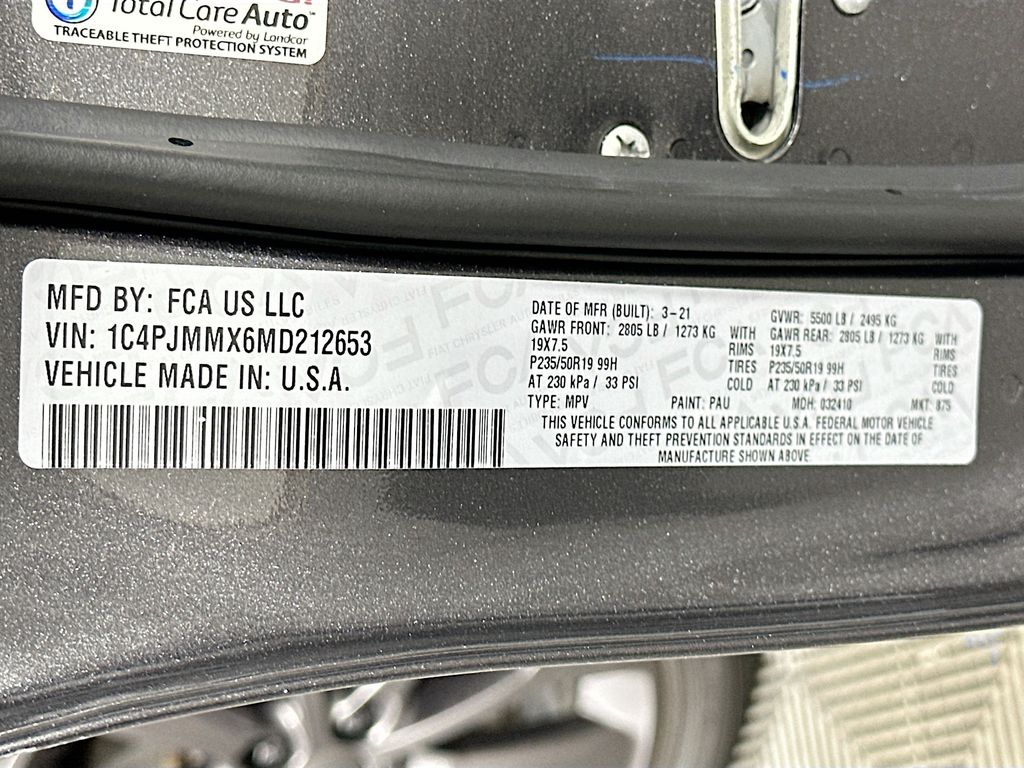 Total Care Auto™
Powered by Landcar
TRACEABLE THEFT PROTECTION SYSTEM
MFD BY: FCA US LLC
VIN: 1C4PJMMX6MD212653
VEHICLE MADE IN: U.S.A.
DATE OF MFR (BUILT): 3-21 GVWR: 5500 LB / 2495 KG
GAWR FRONT: 2805 LB / 1273 KG WITH GAWR REAR: 2805 LB / 1273 KG WITH
19X7.5 RIMS 19X7.5 RIMS
P235/50R19 99H TIRES P235/50R19 99H TIRES
AT 230 kPa / 33 PSI COLD AT 230 kPa / 33 PSI COLD
TYPE: MPV PAINT: PAU MDH: 032410 MKT: 875
THIS VEHICLE CONFORMS TO ALL APPLICABLE U.S.A. FEDERAL MOTOR VEHICLE
SAFETY AND THEFT PREVENTION STANDARDS IN EFFECT ON THE DATE OF
MANUFACTURE SHOWN ABOVE